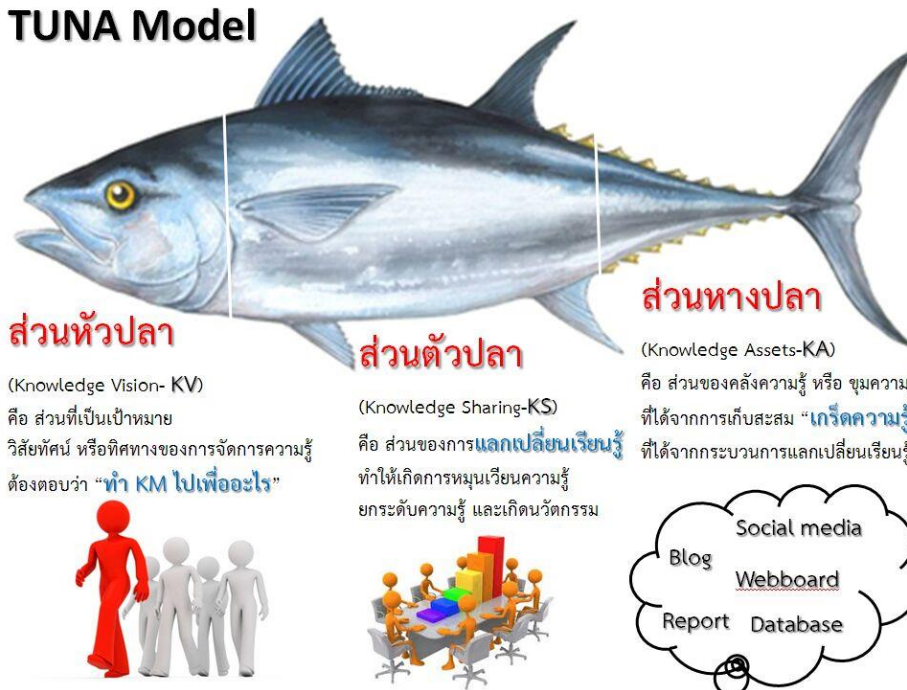 TUNA Model
ส่วนหัวปลา
(Knowledge Vision- KV)
คือ ส่วนที่เป็นเป้าหมาย
วิสัยทัศน์ หรือทิศทางของการจัดการความรู้
ต้องตอบว่า “ทำ KM ไปเพื่ออะไร”
ส่วนตัวปลา
(Knowledge Sharing-KS)
คือ ส่วนของการแลกเปลี่ยนเรียนรู้
ทำให้เกิดการหมุนเวียนความรู้
ยกระดับความรู้ และเกิดนวัตกรรม
ส่วนหางปลา
(Knowledge Assets-KA)
คือ ส่วนของคลังความรู้ หรือ ขุมความ
ที่ได้จากการเก็บสะสม “เกร็ดความรู้
ที่ได้จากกระบวนการแลกเปลี่ยนเรียนรู้
Social media
Blog
Webboard
Report Database